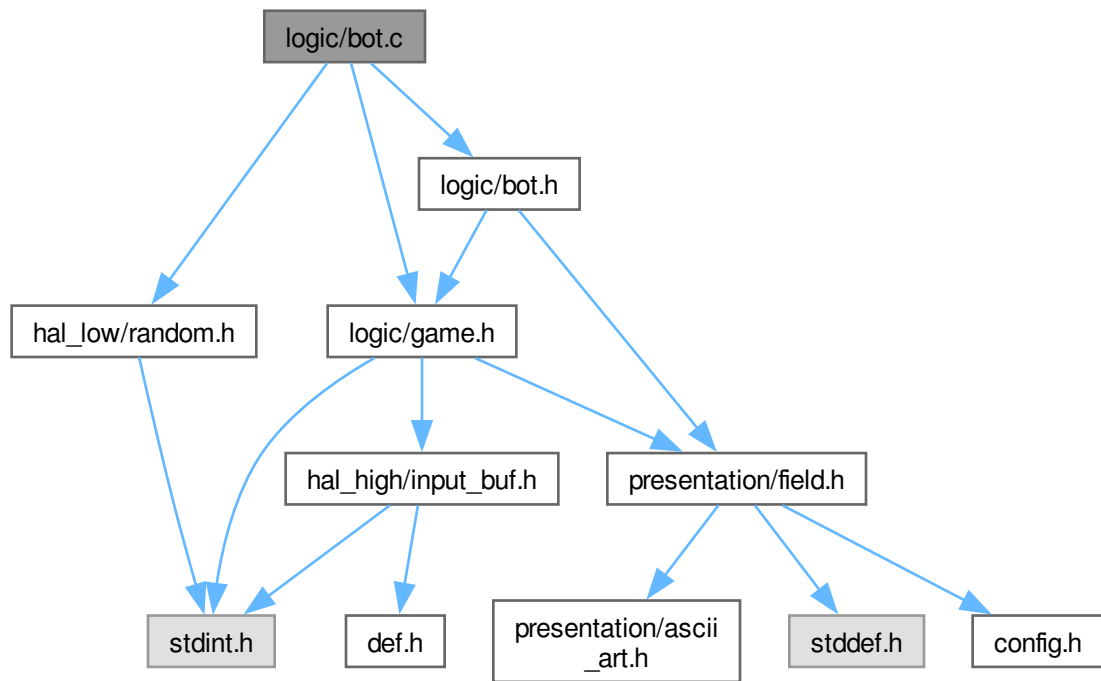 logic/bot.c
logic/bot.h
hal_low/random.h
logic/game.h
hal_high/input_buf.h
presentation/field.h
stdint.h
def.h
presentation/ascii
_art.h
stddef.h
config.h